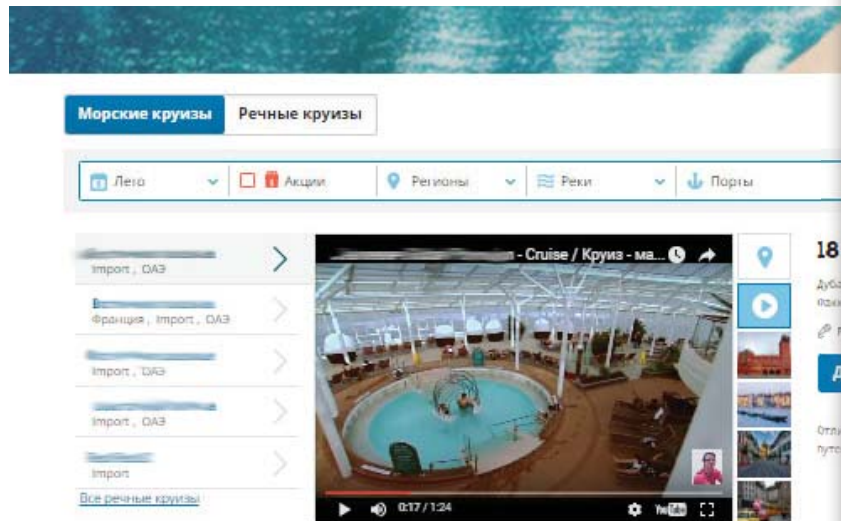 Морские круизы
Речные круизы
Лето
Акции
Регионы
Реки
Порты
Import , ОАЭ
Франция , Import , ОАЭ
Import , ОАЭ
Import , ОАЭ
Import
Все речные круизы
- Cruise / Круиз - ма...
0:17 / 1:24
YouTube
18